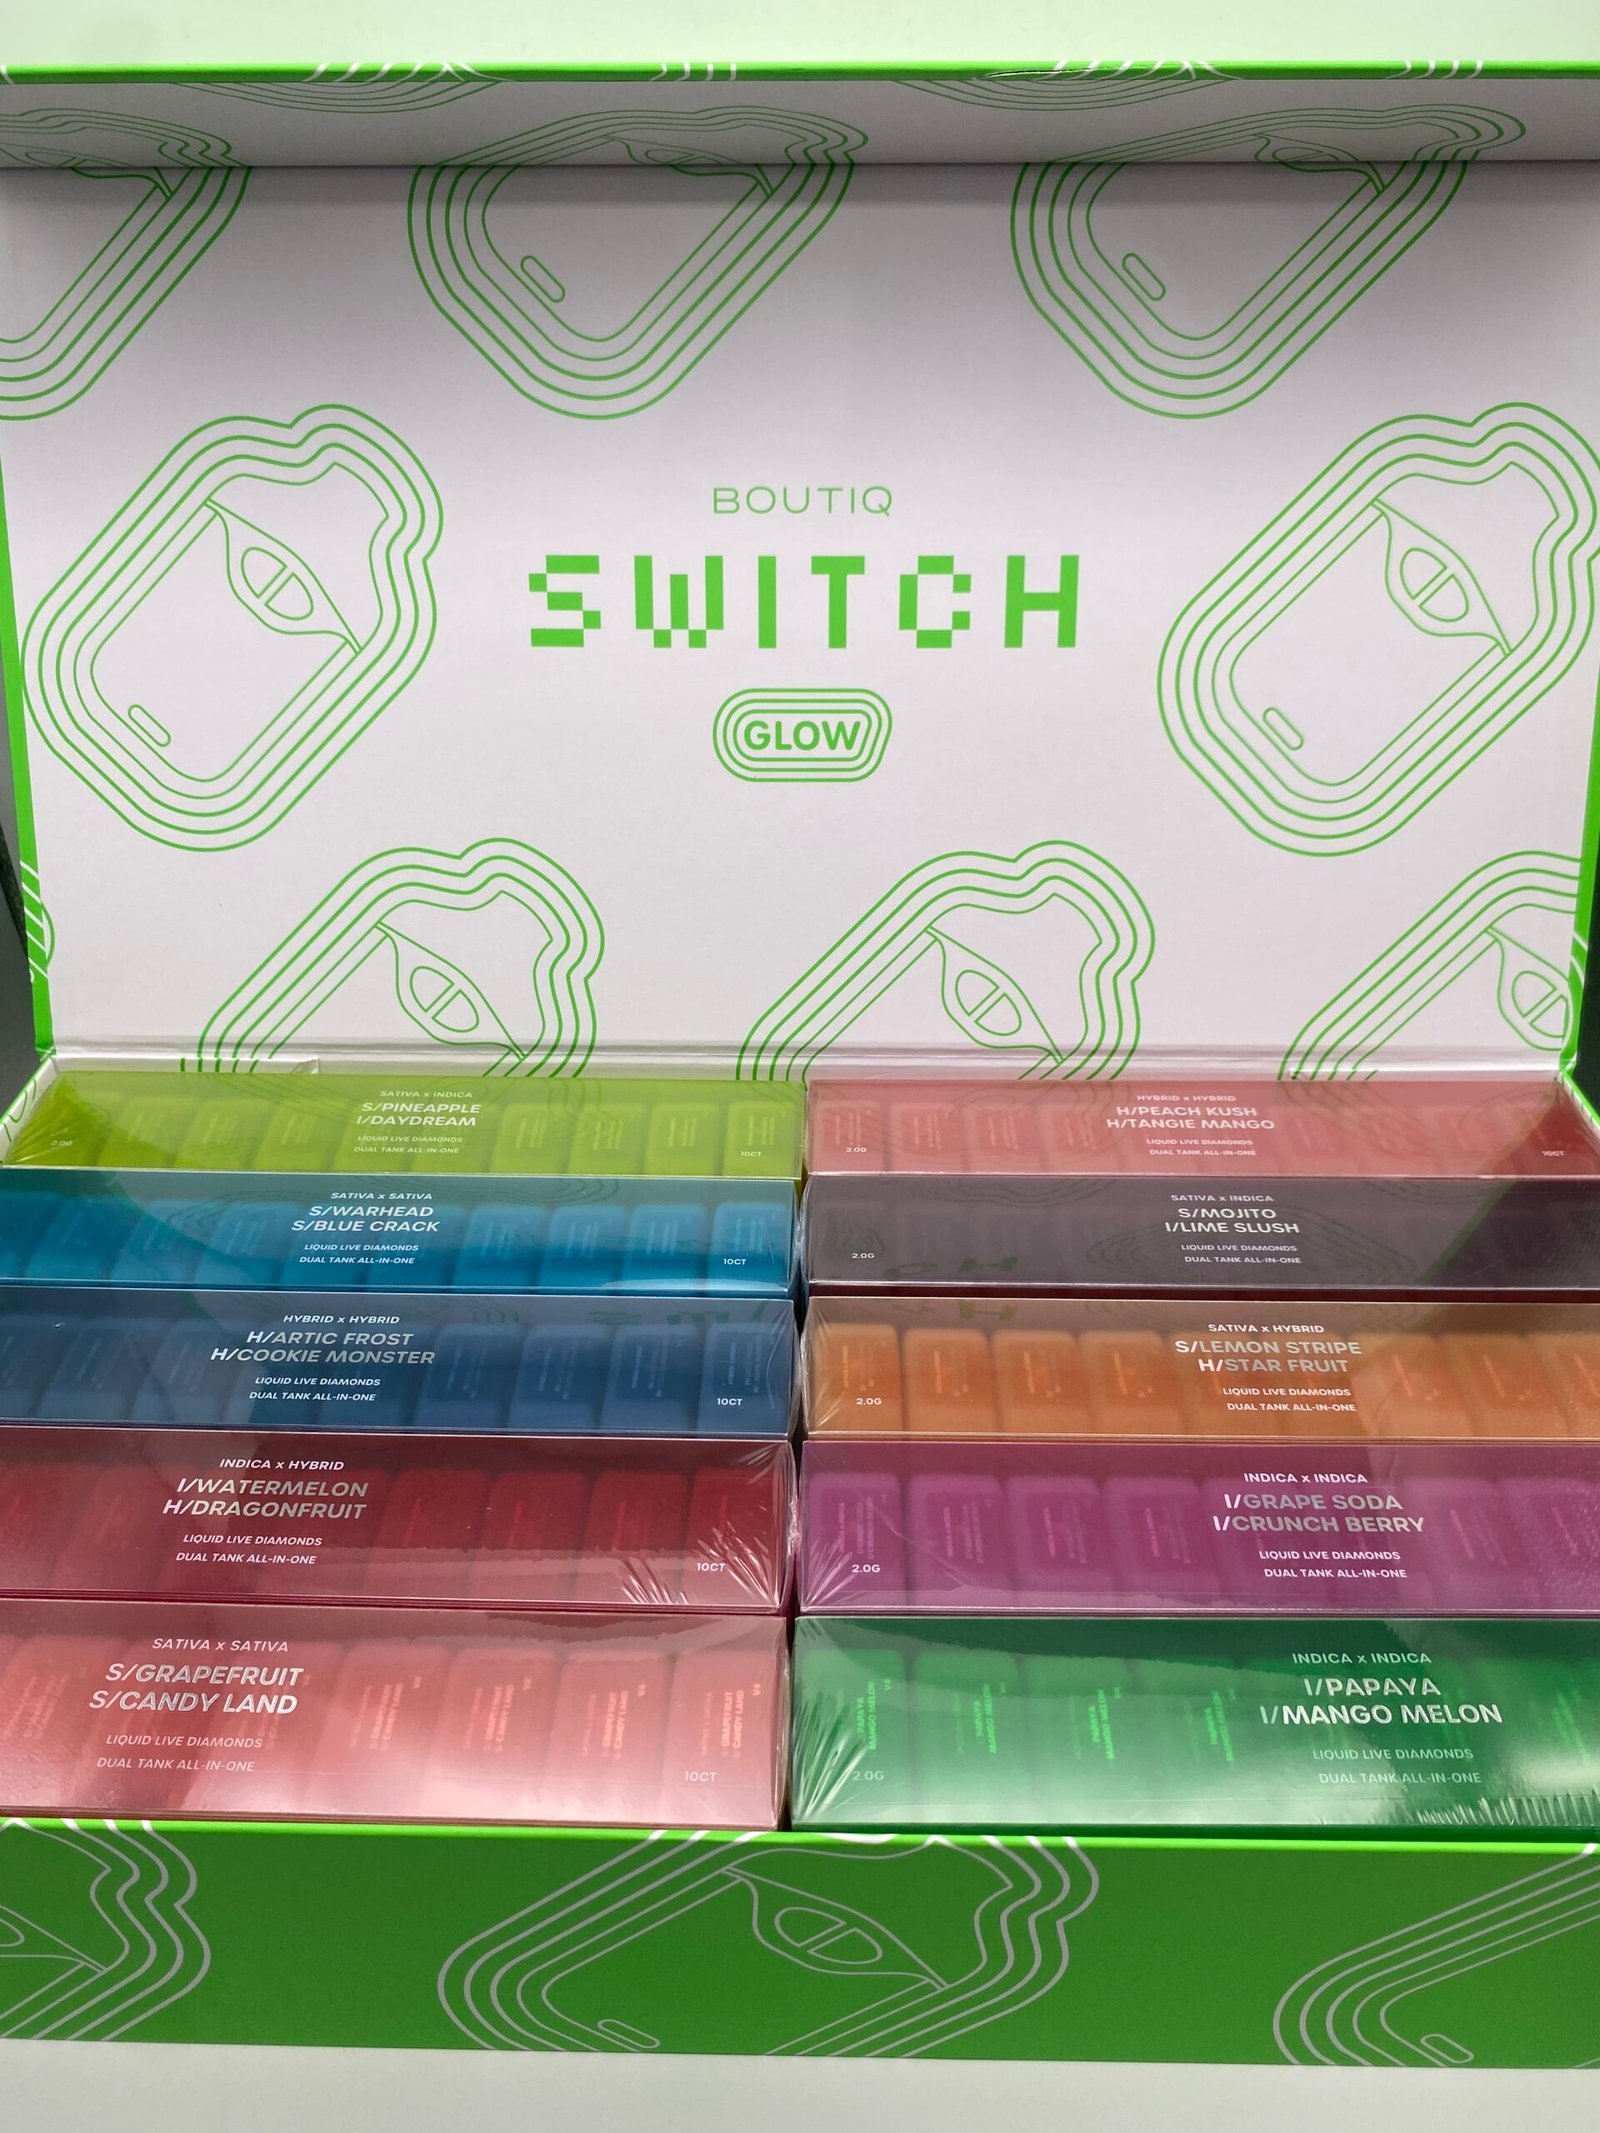 BOUTIQ
SWITCH
GLOW
SATIVA x INDICA
S/PINEAPPLE
I/DAYDREAM
LIQUID LIVE DIAMONDS
DUAL TANK ALL-IN-ONE
2.0G
10CT
HYBRID x HYBRID
H/PEACH KUSH
H/TANGIE MANGO
LIQUID LIVE DIAMONDS
DUAL TANK ALL-IN-ONE
2.0G
10CT
SATIVA x SATIVA
S/WARHEAD
S/BLUE CRACK
LIQUID LIVE DIAMONDS
DUAL TANK ALL-IN-ONE
10CT
SATIVA x INDICA
S/MOJITO
I/LIME SLUSH
LIQUID LIVE DIAMONDS
DUAL TANK ALL-IN-ONE
2.0G
HYBRID x HYBRID
H/ARTIC FROST
H/COOKIE MONSTER
LIQUID LIVE DIAMONDS
DUAL TANK ALL-IN-ONE
10CT
SATIVA x HYBRID
S/LEMON STRIPE
H/STAR FRUIT
LIQUID LIVE DIAMONDS
DUAL TANK ALL-IN-ONE
2.0G
INDICA x HYBRID
I/WATERMELON
H/DRAGONFRUIT
LIQUID LIVE DIAMONDS
DUAL TANK ALL-IN-ONE
10CT
INDICA x INDICA
I/GRAPE SODA
I/CRUNCH BERRY
LIQUID LIVE DIAMONDS
DUAL TANK ALL-IN-ONE
2.0G
SATIVA x SATIVA
S/GRAPEFRUIT
S/CANDY LAND
LIQUID LIVE DIAMONDS
DUAL TANK ALL-IN-ONE
10CT
INDICA x INDICA
I/PAPAYA
I/MANGO MELON
LIQUID LIVE DIAMONDS
DUAL TANK ALL-IN-ONE
2.0G